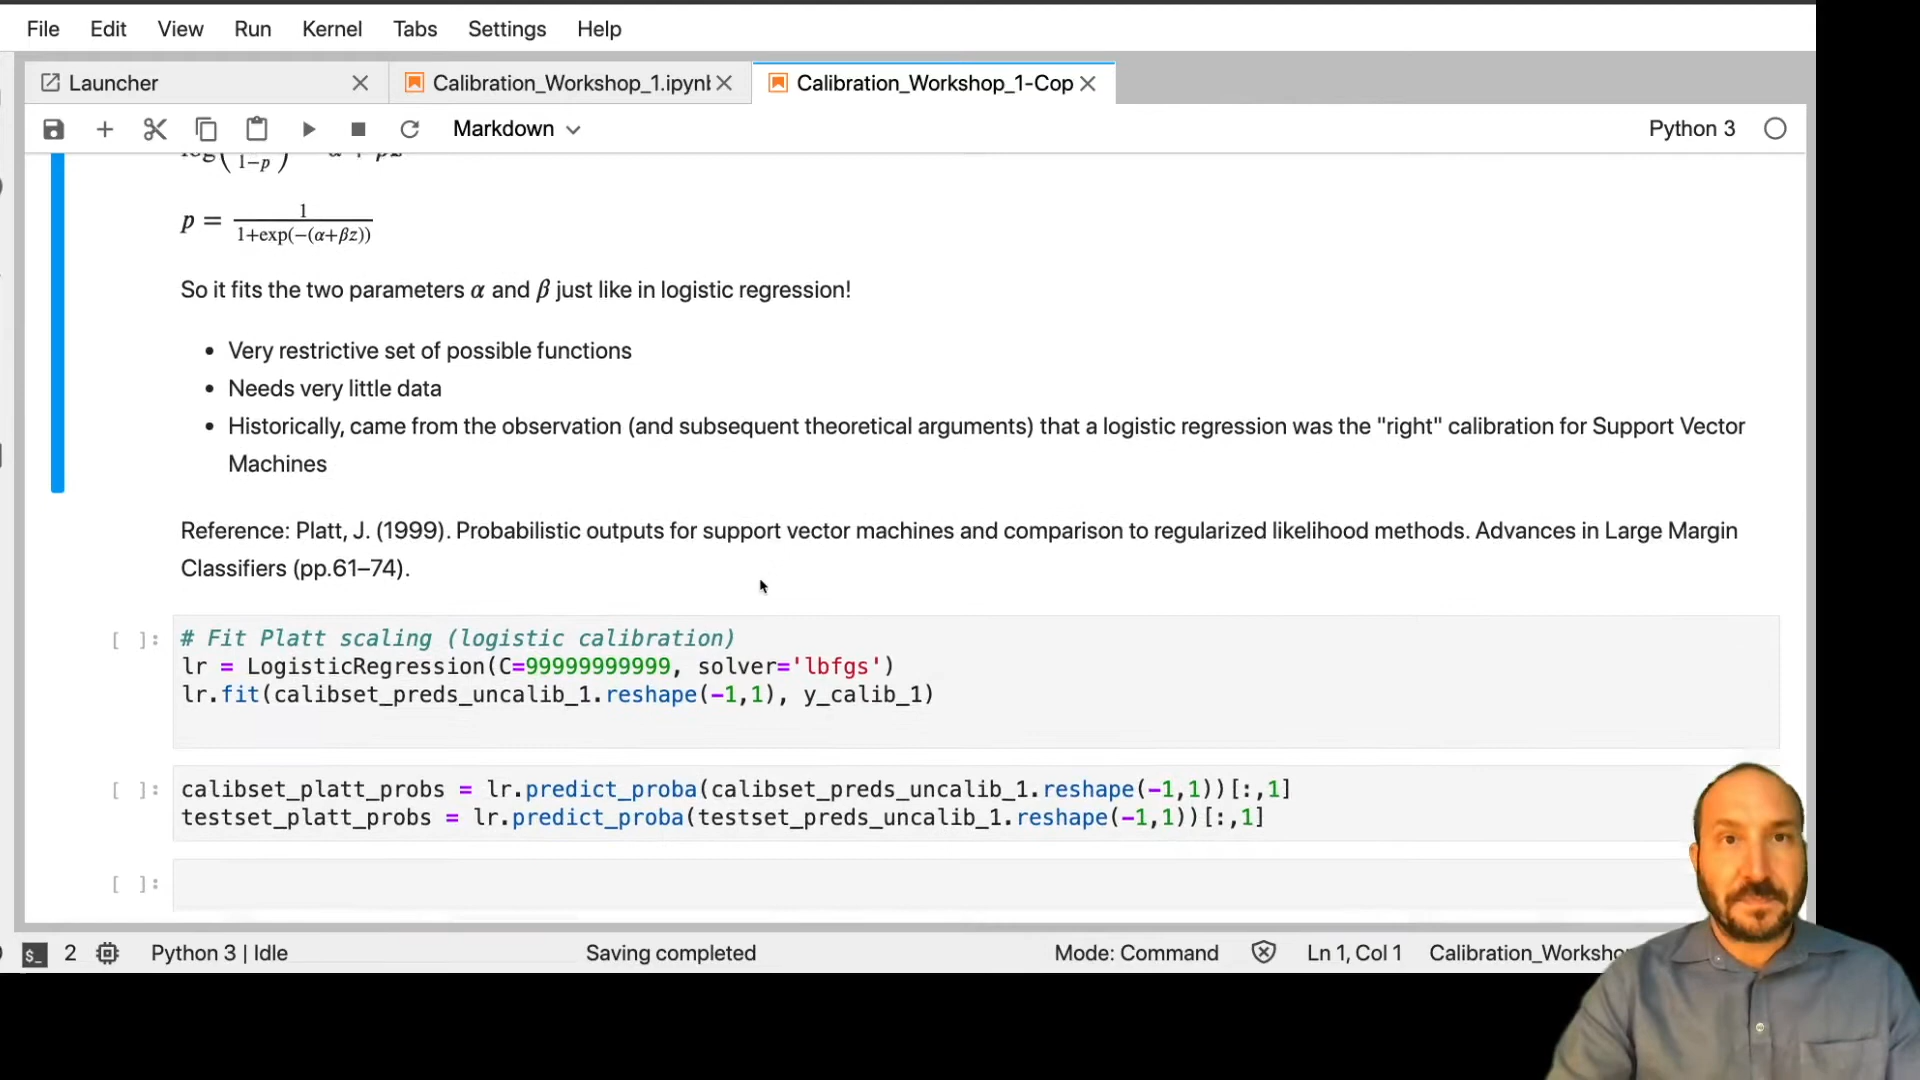 File Edit View Run Kernel Tabs Settings Help
Launcher Calibration_Workshop_1.ipynb Calibration_Workshop_1-Cop
Markdown Python 3
1−p
p = 1
1+exp(−(α+βz))
So it fits the two parameters α and β just like in logistic regression!
• Very restrictive set of possible functions
• Needs very little data
• Historically, came from the observation (and subsequent theoretical arguments) that a logistic regression was the "right" calibration for Support Vector
Machines
Reference: Platt, J. (1999). Probabilistic outputs for support vector machines and comparison to regularized likelihood methods. Advances in Large Margin
Classifiers (pp.61–74).
[ ]: # Fit Platt scaling (logistic calibration)
lr = LogisticRegression(C=99999999999, solver='lbfgs')
lr.fit(calibset_preds_uncalib_1.reshape(-1,1), y_calib_1)
[ ]: calibset_platt_probs = lr.predict_proba(calibset_preds_uncalib_1.reshape(-1,1))[:,1]
testset_platt_probs = lr.predict_proba(testset_preds_uncalib_1.reshape(-1,1))[:,1]
[ ]:
$_ 2 Python 3 | Idle Saving completed Mode: Command Ln 1, Col 1 Calibration_Worksho